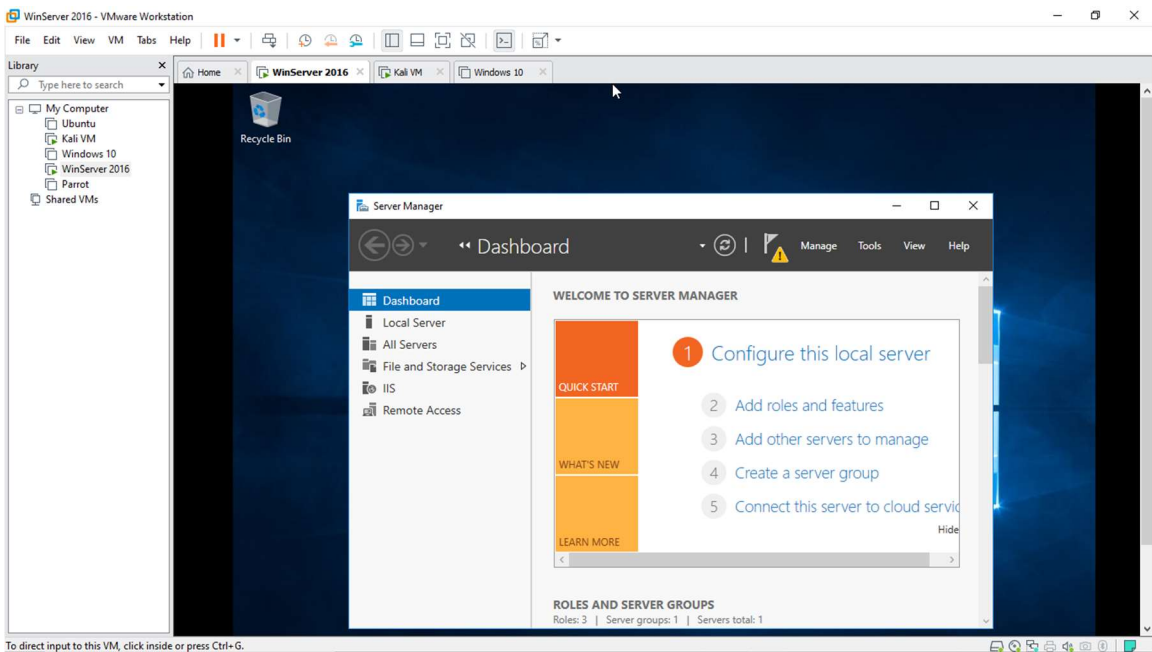 WinServer 2016 - VMware Workstation
File Edit View VM Tabs Help
Library
Type here to search
My Computer
Ubuntu
Kali VM
Windows 10
WinServer 2016
Parrot
Shared VMs
Home WinServer 2016 Kali VM Windows 10
Recycle Bin
Server Manager
Dashboard
Manage Tools View Help
Dashboard
Local Server
All Servers
File and Storage Services
IIS
Remote Access
WELCOME TO SERVER MANAGER
QUICK START
WHAT'S NEW
LEARN MORE
1 Configure this local server
2 Add roles and features
3 Add other servers to manage
4 Create a server group
5 Connect this server to cloud servic
Hide
ROLES AND SERVER GROUPS
Roles: 3 | Server groups: 1 | Servers total: 1
To direct input to this VM, click inside or press Ctrl+G.